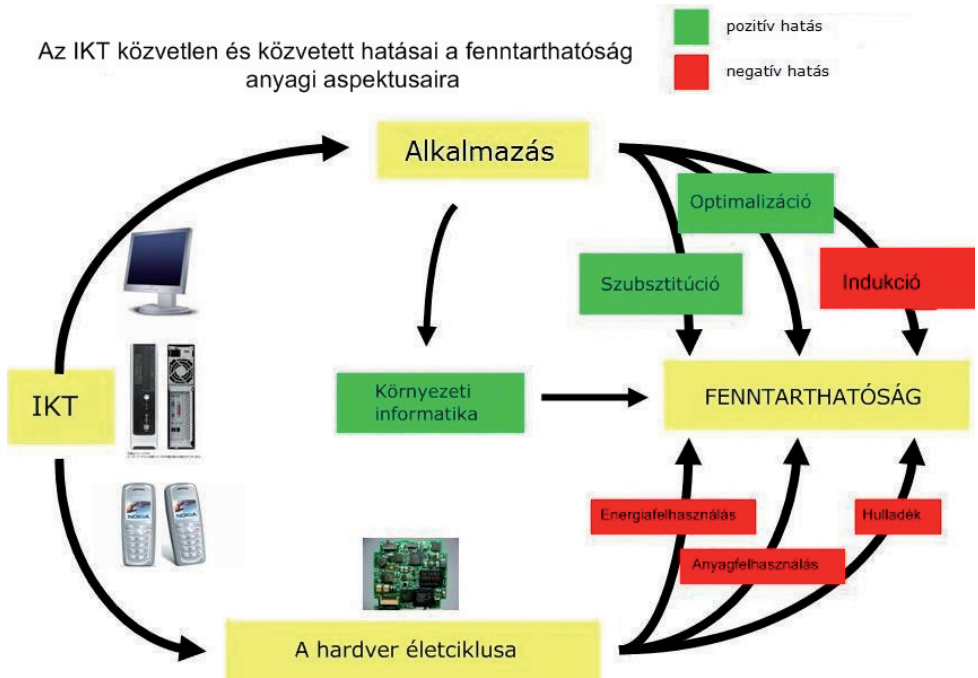 Az IKT közvetlen és közvetett hatásai a fenntarthatóság
anyagi aspektusaira
pozitív hatás
negatív hatás
Alkalmazás
Optimalizáció
Szubsztitúció
Indukció
IKT
Környezeti
informatika
FENNTARTHATÓSÁG
NOKIA
NOKIA
Energiafelhasználás
Hulladék
Anyagfelhasználás
A hardver életciklusa